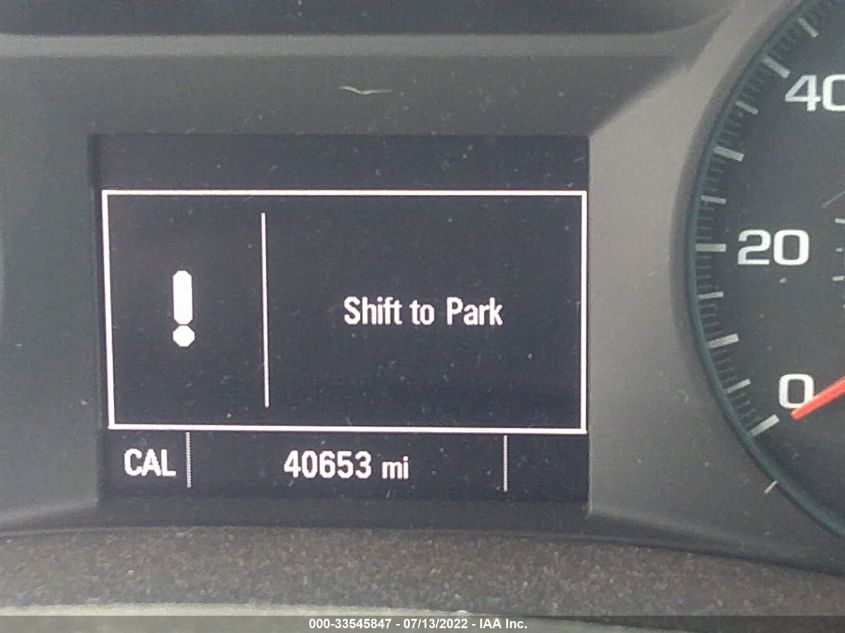 40
20
0
Shift to Park
CAL 40653 mi
000-33545847 - 07/13/2022 - IAA Inc.